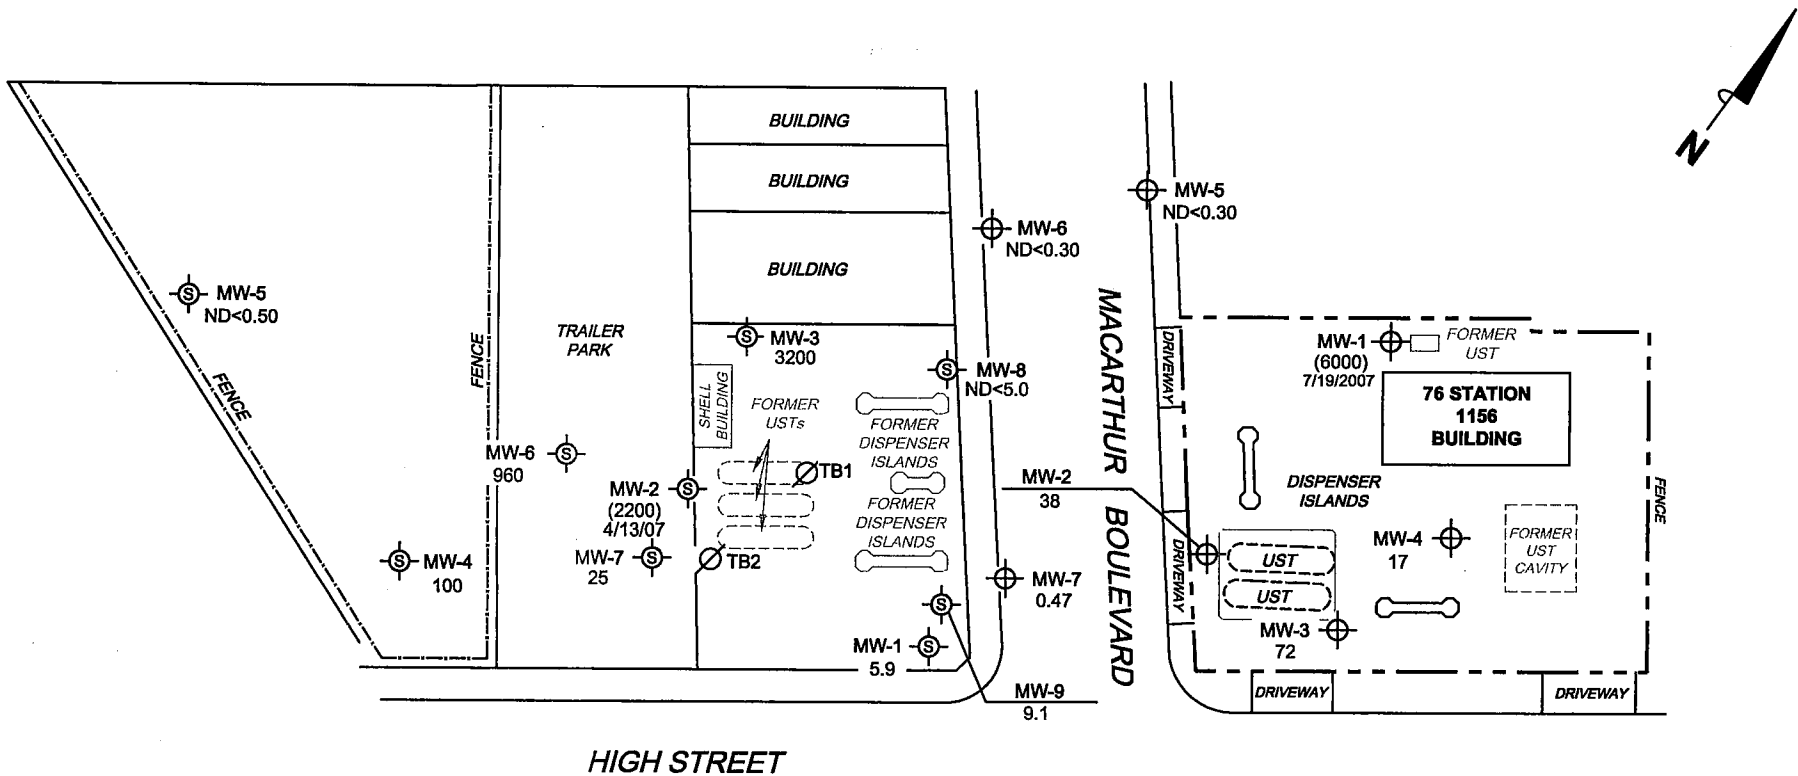 N
BUILDING
BUILDING
BUILDING
MW-5
ND<0.30
MW-6
ND<0.30
S MW-5
ND<0.50
TRAILER
PARK
FENCE
FENCE
S MW-3
3200
S MW-8
ND<5.0
SHELL
BUILDING
FORMER
USTs
FORMER
DISPENSER
ISLANDS
FORMER
DISPENSER
ISLANDS
MW-6 S
960
MW-2 S
(2200)
4/13/07
TB1
TB2
MW-7 S
25
S MW-4
100
MW-1 S
5.9
S
MW-9
9.1
MW-7
0.47
MW-2
38
MACARTHUR BOULEVARD
DRIVEWAY
DRIVEWAY
MW-1
(6000)
7/19/2007
FORMER
UST
76 STATION
1156
BUILDING
DISPENSER
ISLANDS
UST
UST
MW-4
17
FORMER
UST
CAVITY
FENCE
MW-3
72
DRIVEWAY
DRIVEWAY
HIGH STREET